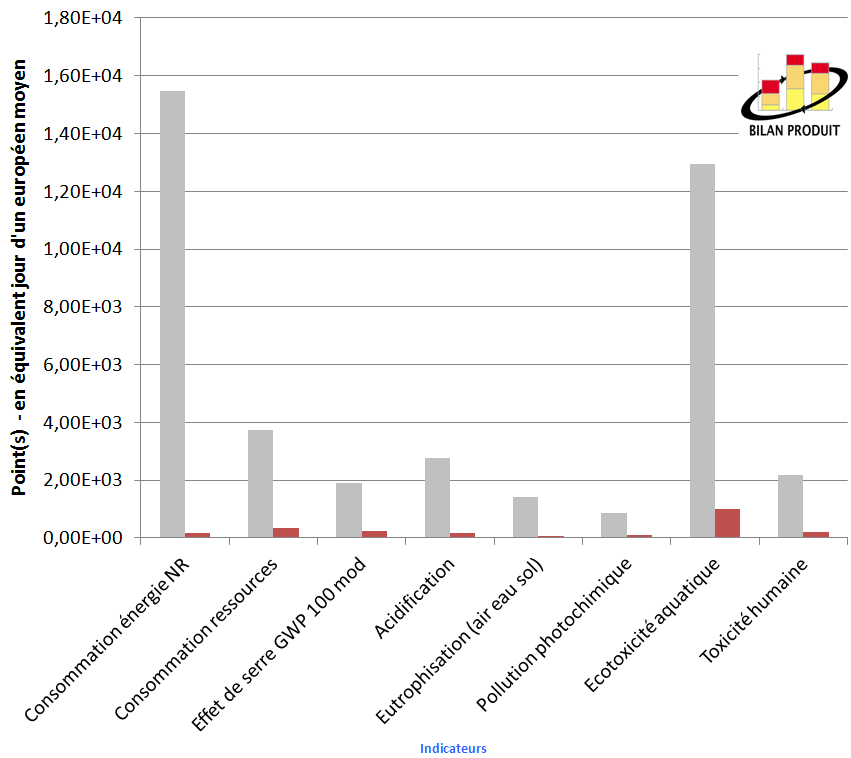 Point(s) - en équivalent jour d'un européen moyen
1,80E+04
1,60E+04
1,40E+04
1,20E+04
1,00E+04
8,00E+03
6,00E+03
4,00E+03
2,00E+03
0,00E+00
BILAN PRODUIT
Consommation énergie NR
Consommation ressources
Effet de serre GWP 100 mod
Acidification
Eutrophisation (air eau sol)
Pollution photochimique
Ecotoxicité aquatique
Toxicité humaine
Indicateurs